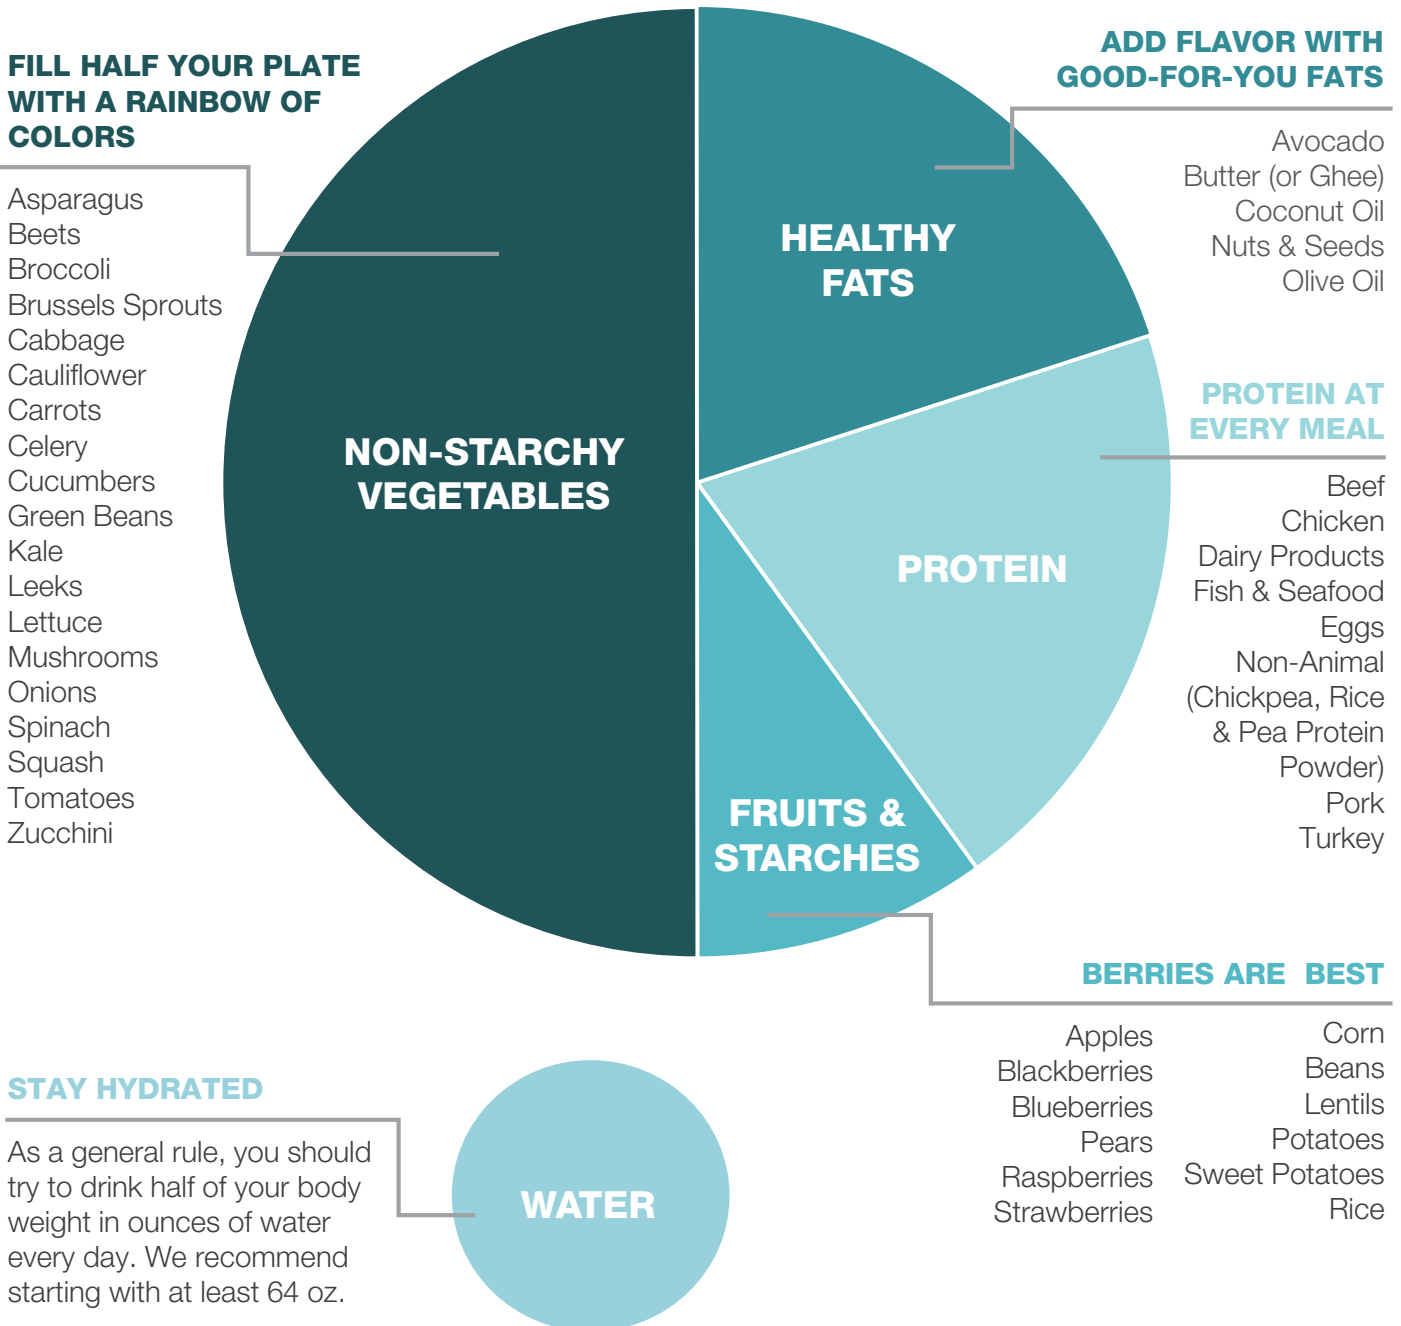 FILL HALF YOUR PLATE
WITH A RAINBOW OF
COLORS
Asparagus
Beets
Broccoli
Brussels Sprouts
Cabbage
Cauliflower
Carrots
Celery
Cucumbers
Green Beans
Kale
Leeks
Lettuce
Mushrooms
Onions
Spinach
Squash
Tomatoes
Zucchini
NON-STARCHY
VEGETABLES
ADD FLAVOR WITH
GOOD-FOR-YOU FATS
Avocado
Butter (or Ghee)
Coconut Oil
Nuts & Seeds
Olive Oil
HEALTHY
FATS
PROTEIN AT
EVERY MEAL
Beef
Chicken
Dairy Products
Fish & Seafood
Eggs
Non-Animal
(Chickpea, Rice
& Pea Protein
Powder)
Pork
Turkey
PROTEIN
FRUITS &
STARCHES
BERRIES ARE  BEST
Apples
Blackberries
Blueberries
Pears
Raspberries
Strawberries
Corn
Beans
Lentils
Potatoes
Sweet Potatoes
Rice
STAY HYDRATED
As a general rule, you should
try to drink half of your body
weight in ounces of water
every day. We recommend
starting with at least 64 oz.
WATER